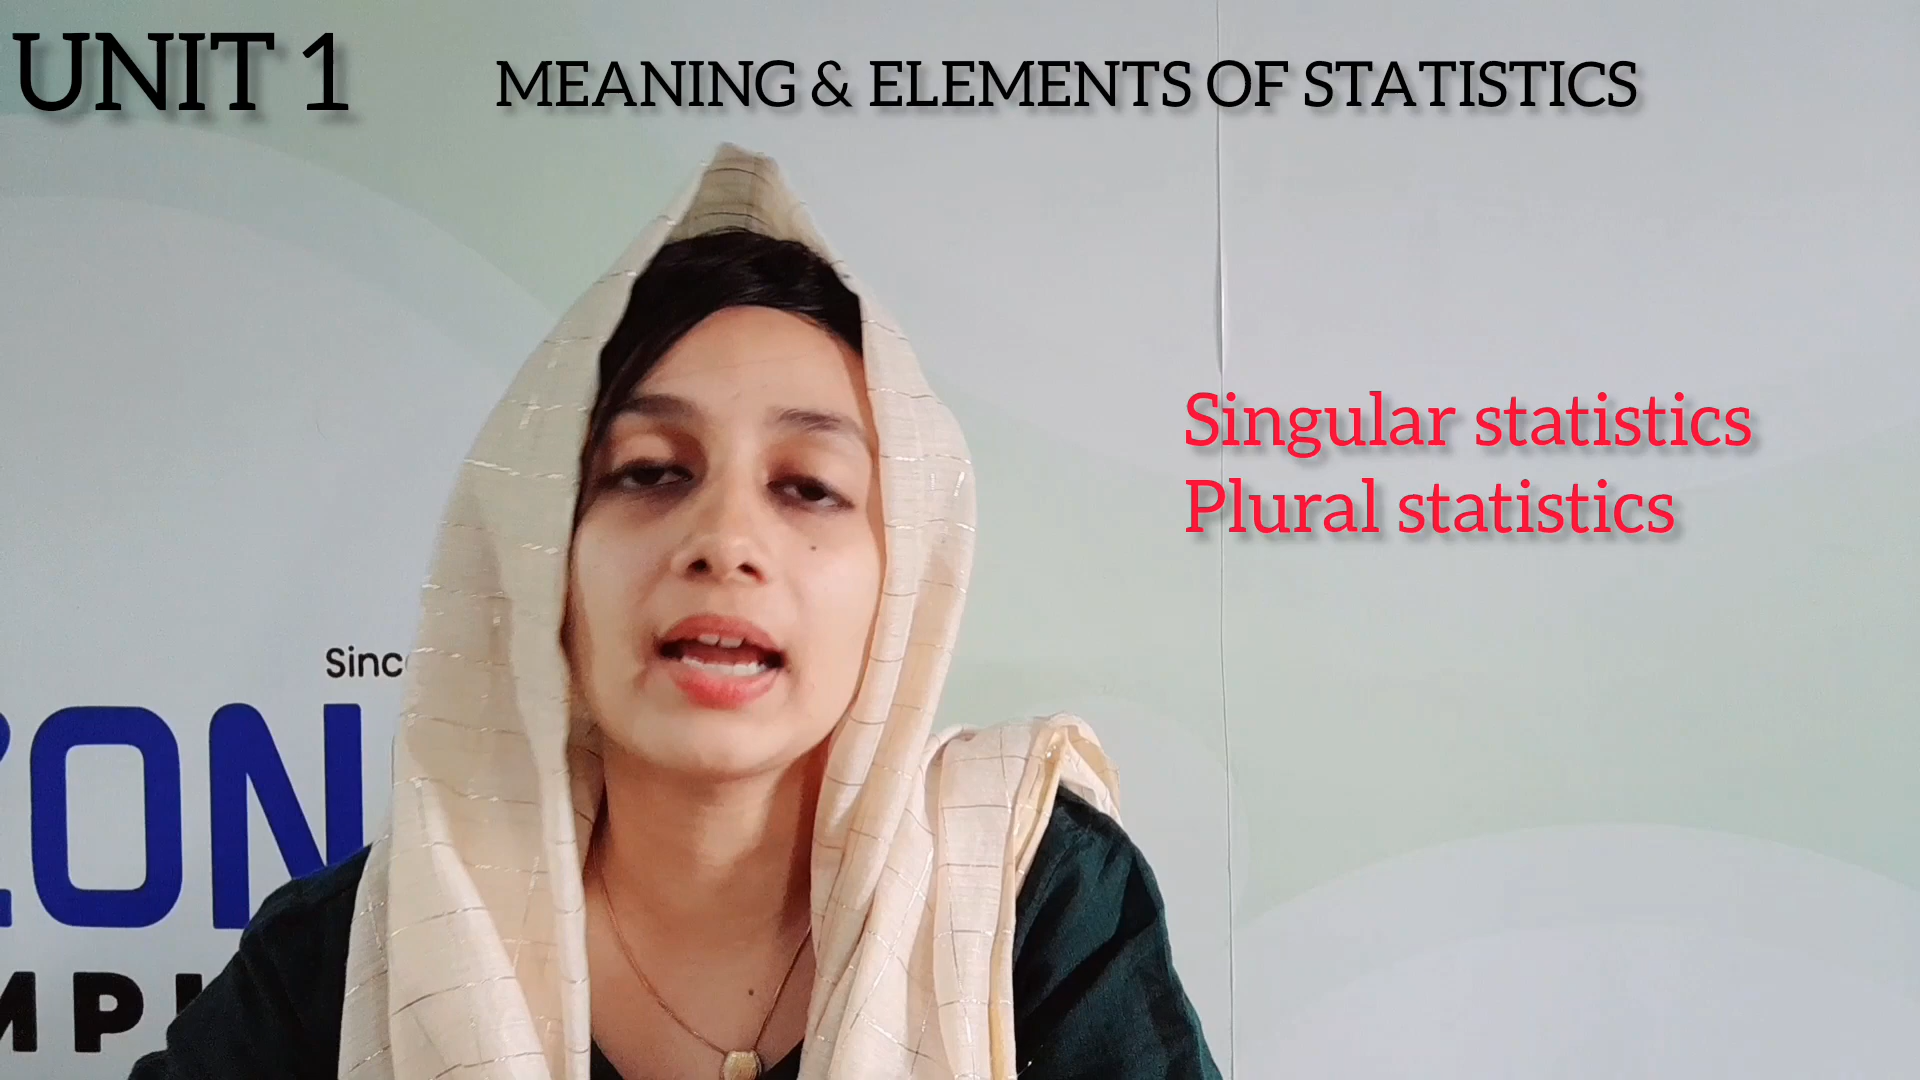 UNIT 1
MEANING & ELEMENTS OF STATISTICS
Singular statistics
Plural statistics